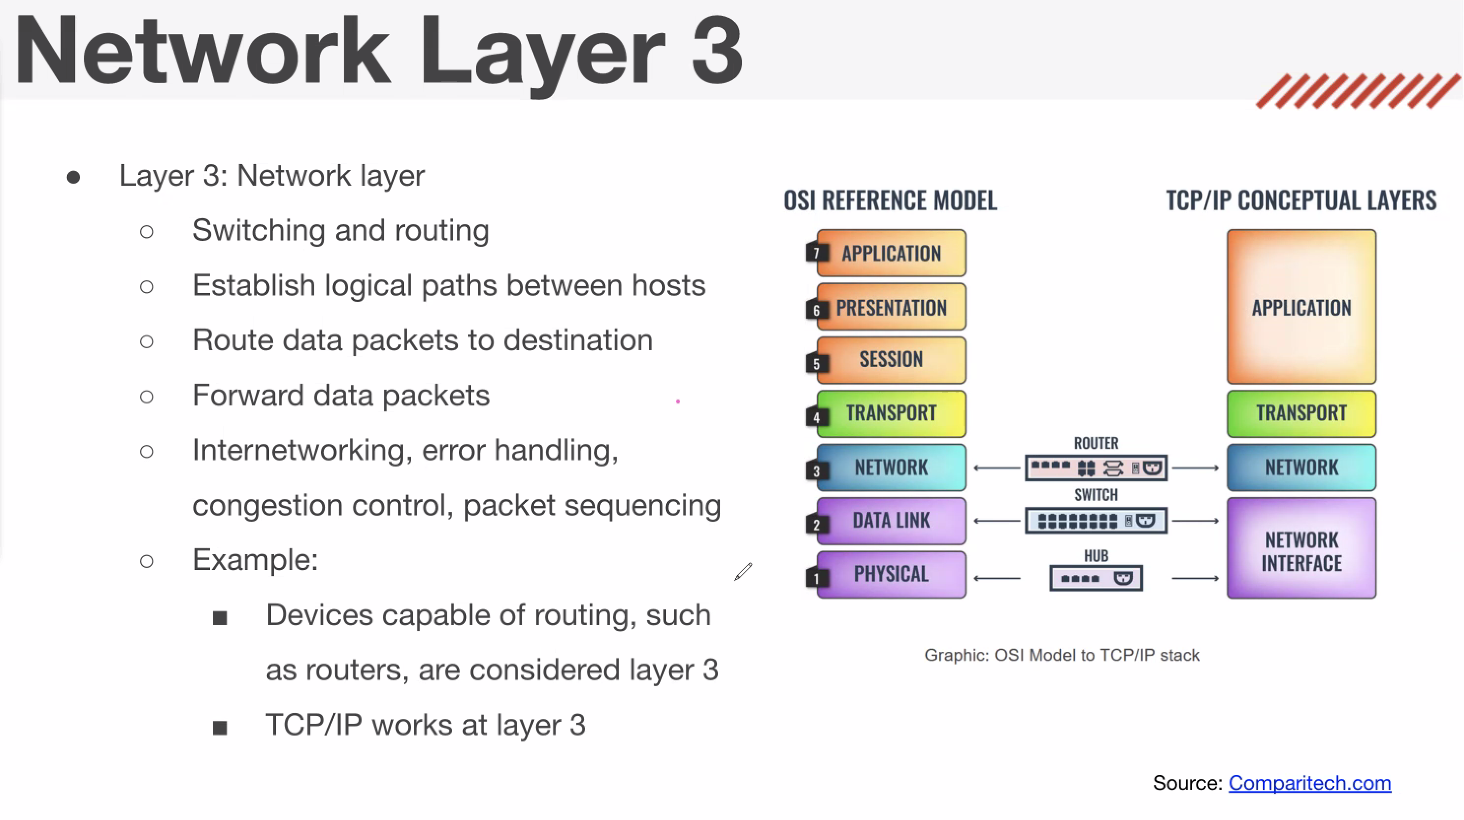 Network Layer 3
● Layer 3: Network layer
○ Switching and routing
○ Establish logical paths between hosts
○ Route data packets to destination
○ Forward data packets
○ Internetworking, error handling,
congestion control, packet sequencing
○ Example:
■ Devices capable of routing, such
as routers, are considered layer 3
■ TCP/IP works at layer 3
OSI REFERENCE MODEL
7 APPLICATION
6 PRESENTATION
5 SESSION
4 TRANSPORT
3 NETWORK
2 DATA LINK
1 PHYSICAL
ROUTER
SWITCH
HUB
TCP/IP CONCEPTUAL LAYERS
APPLICATION
TRANSPORT
NETWORK
NETWORK
INTERFACE
Graphic: OSI Model to TCP/IP stack
Source: Comparitech.com